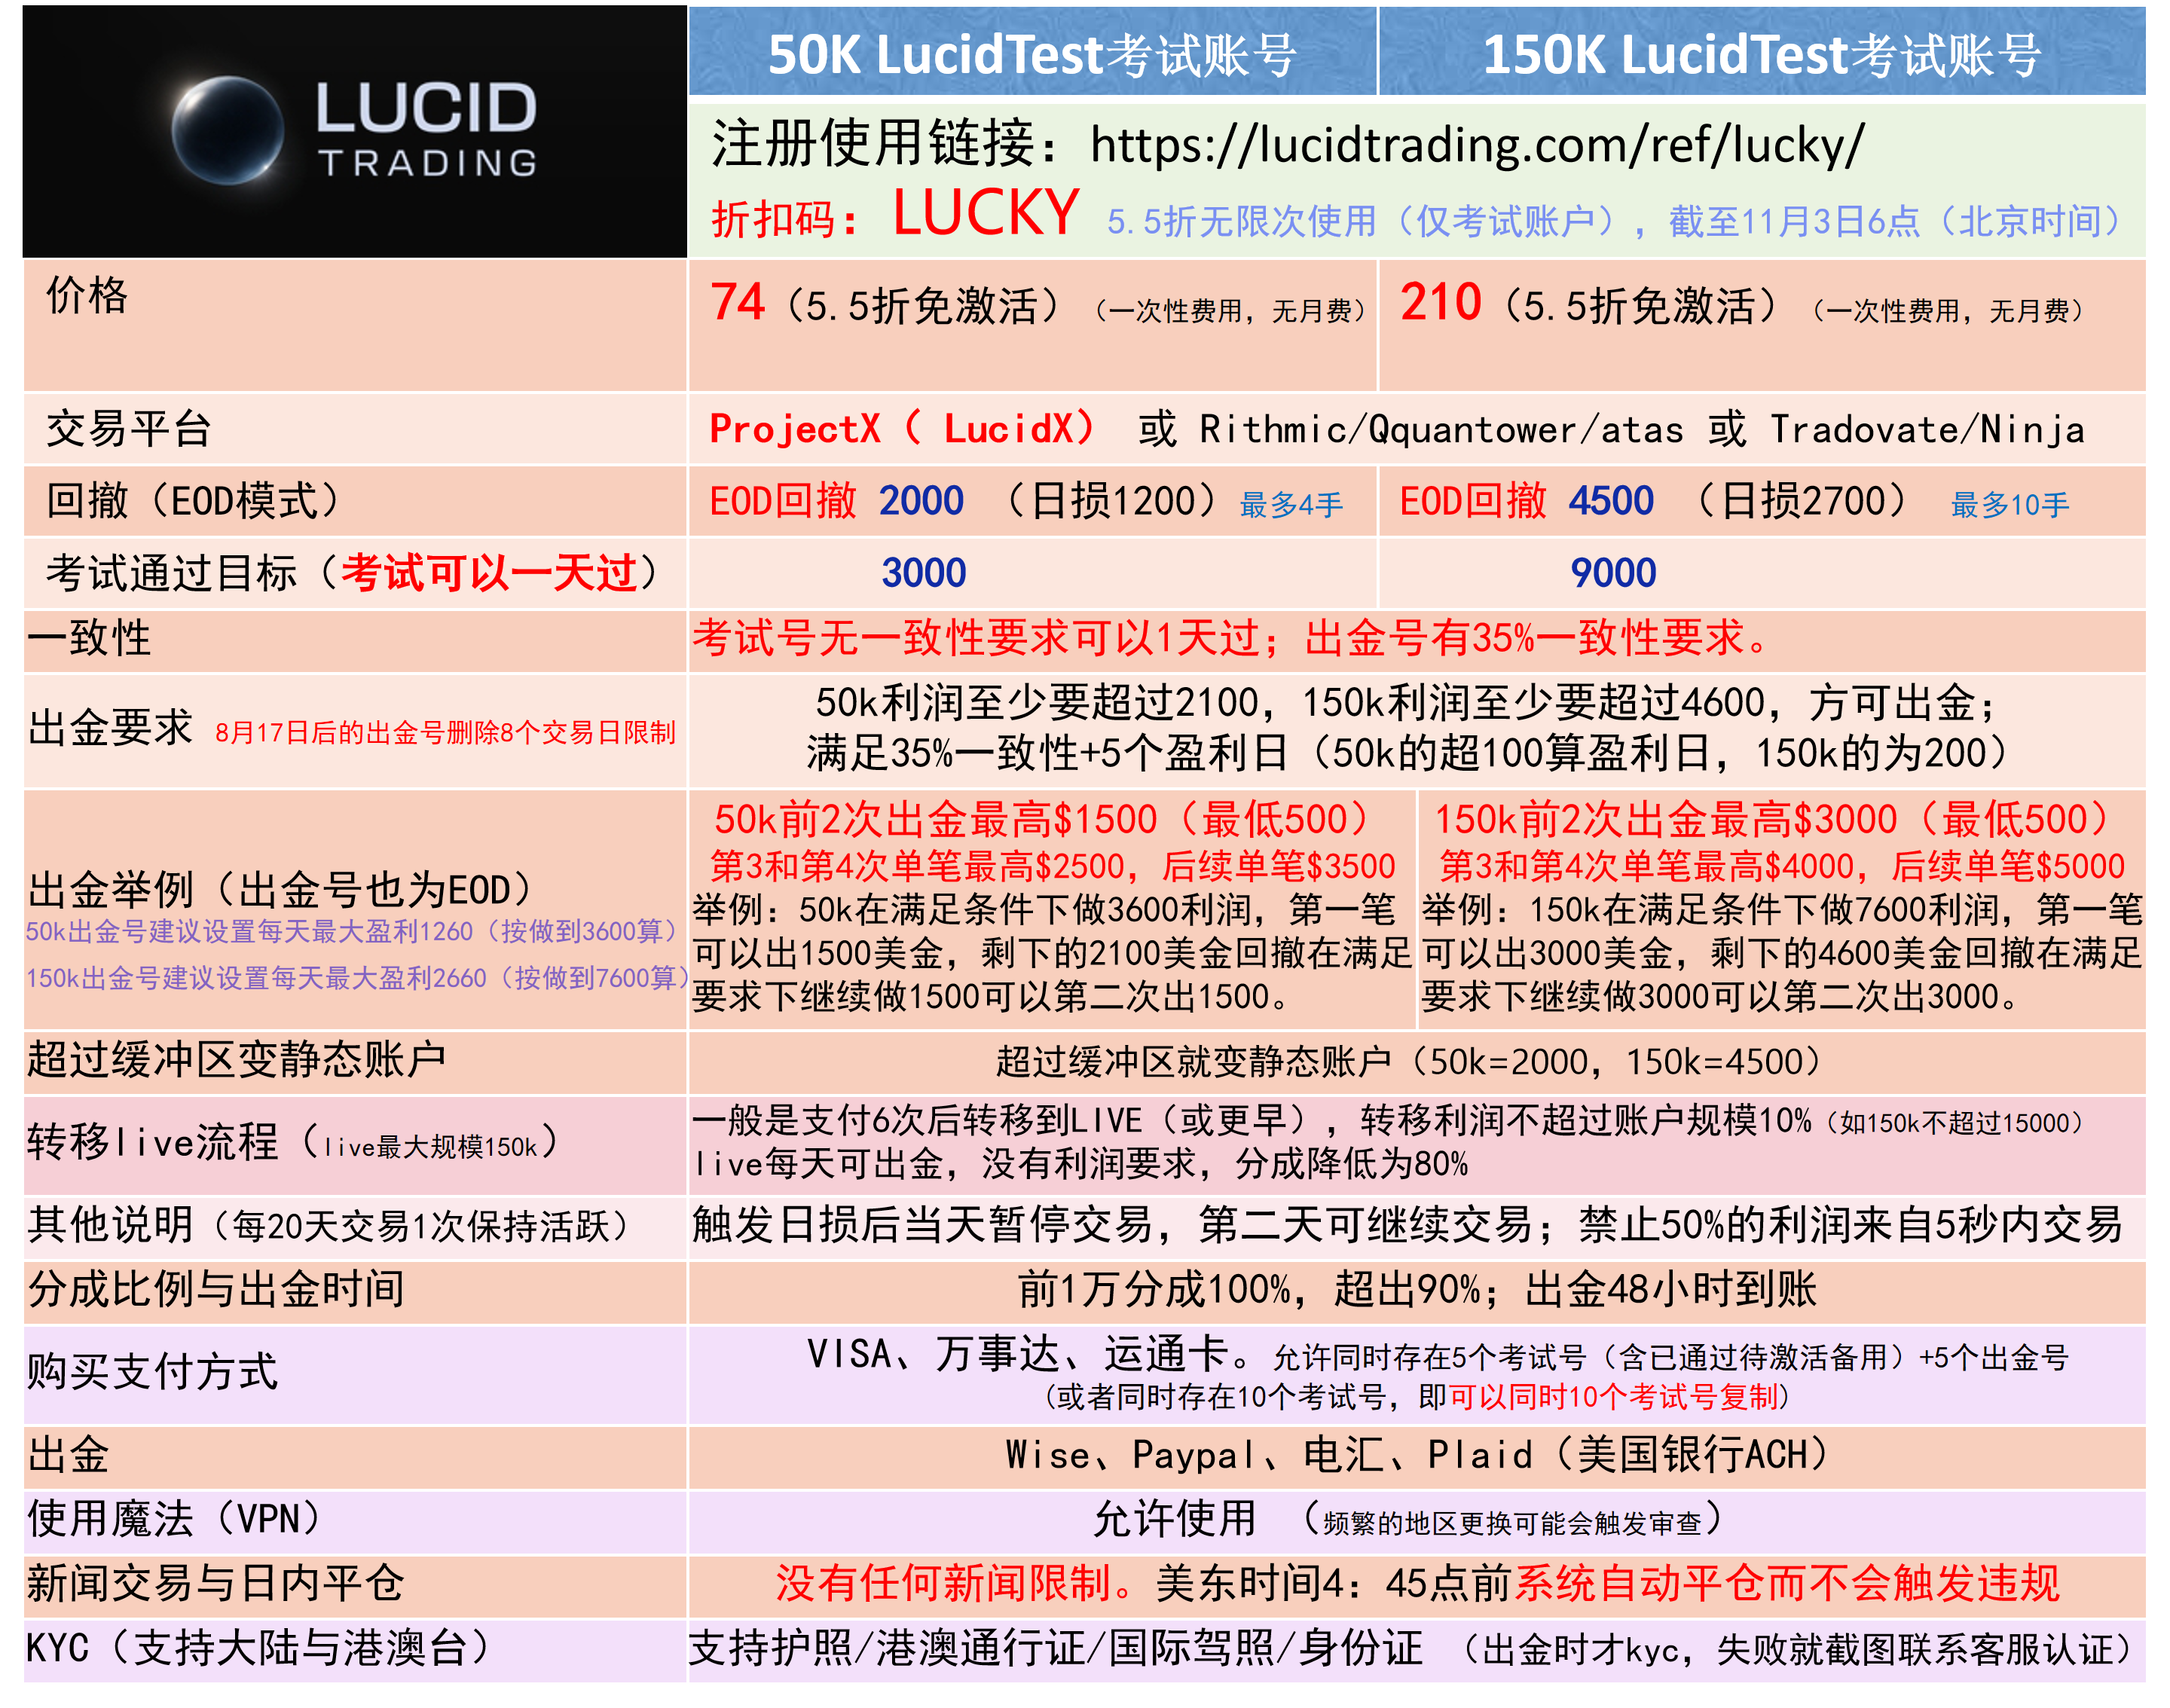 LUCID
TRADING
50K LucidTest考试账号
150K LucidTest考试账号
注册使用链接：https://lucidtrading.com/ref/lucky/
折扣码：LUCKY 5.5折无限次使用（仅考试账户），截至11月3日6点（北京时间）
价格
74（5.5折免激活）（一次性费用，无月费）
210（5.5折免激活）（一次性费用，无月费）
交易平台
ProjectX（ LucidX） 或 Rithmic/Qquantower/atas 或 Tradovate/Ninja
回撤（EOD模式）
EOD回撤 2000 （日损1200）最多4手
EOD回撤 4500 （日损2700） 最多10手
考试通过目标（考试可以一天过）
3000
9000
一致性
考试号无一致性要求可以1天过；出金号有35%一致性要求。
出金要求 8月17日后的出金号删除8个交易日限制
50k利润至少要超过2100，150k利润至少要超过4600，方可出金；
满足35%一致性+5个盈利日（50k的超100算盈利日，150k的为200）
出金举例（出金号也为EOD）
50k出金号建议设置每天最大盈利1260（按做到3600算）
150k出金号建议设置每天最大盈利2660（按做到7600算）
50k前2次出金最高$1500（最低500）
第3和第4次单笔最高$2500，后续单笔$3500
举例：50k在满足条件下做3600利润，第一笔
可以出1500美金，剩下的2100美金回撤在满足
要求下继续做1500可以第二次出1500。
150k前2次出金最高$3000（最低500）
第3和第4次单笔最高$4000，后续单笔$5000
举例：150k在满足条件下做7600利润，第一笔
可以出3000美金，剩下的4600美金回撤在满足
要求下继续做3000可以第二次出3000。
超过缓冲区变静态账户
超过缓冲区就变静态账户（50k=2000，150k=4500）
转移live流程（live最大规模150k）
一般是支付6次后转移到LIVE（或更早），转移利润不超过账户规模10%（如150k不超过15000）
live每天可出金，没有利润要求，分成降低为80%
其他说明（每20天交易1次保持活跃）
触发日损后当天暂停交易，第二天可继续交易；禁止50%的利润来自5秒内交易
分成比例与出金时间
前1万分成100%，超出90%；出金48小时到账
购买支付方式
VISA、万事达、运通卡。允许同时存在5个考试号（含已通过待激活备用）+5个出金号
（或者同时存在10个考试号，即可以同时10个考试号复制）
出金
Wise、Paypal、电汇、Plaid（美国银行ACH）
使用魔法（VPN）
允许使用 （频繁的地区更换可能会触发审查）
新闻交易与日内平仓
没有任何新闻限制。美东时间4：45点前系统自动平仓而不会触发违规
KYC（支持大陆与港澳台）
支持护照/港澳通行证/国际驾照/身份证 （出金时才kyc，失败就截图联系客服认证）